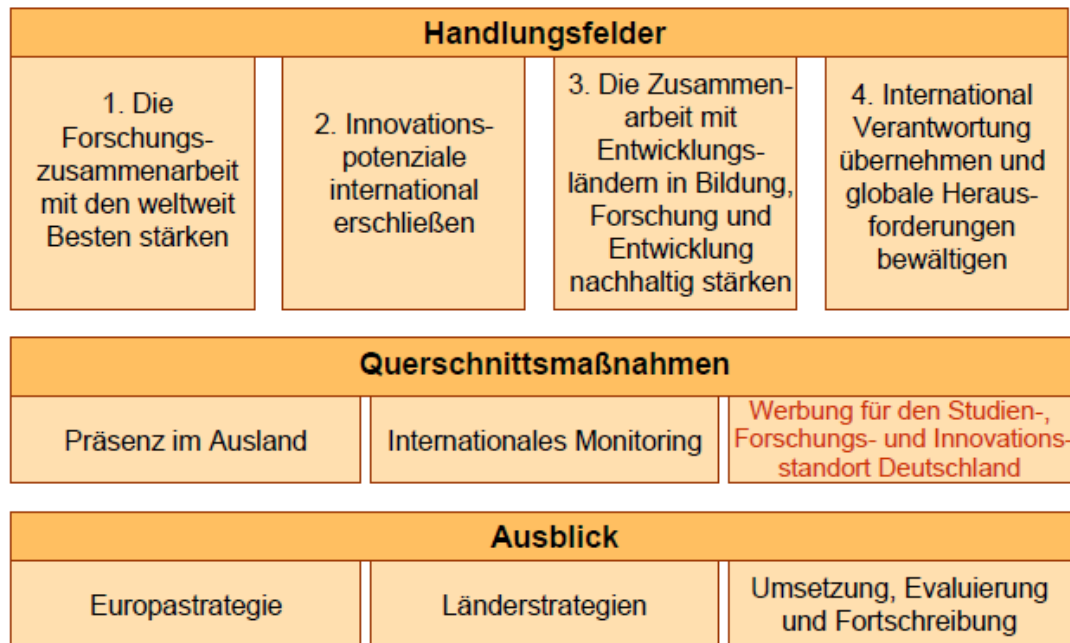 Handlungsfelder
1. Die
Forschungs-
zusammenarbeit
mit den weltweit
Besten stärken
2. Innovations-
potenziale
international
erschließen
3. Die Zusammen-
arbeit mit
Entwicklungs-
ländern in Bildung,
Forschung und
Entwicklung
nachhaltig stärken
4. International
Verantwortung
übernehmen und
globale Heraus-
forderungen
bewältigen
Querschnittsmaßnahmen
Präsenz im Ausland
Internationales Monitoring
Werbung für den Studien-,
Forschungs- und Innovations-
standort Deutschland
Ausblick
Europastrategie
Länderstrategien
Umsetzung, Evaluierung
und Fortschreibung